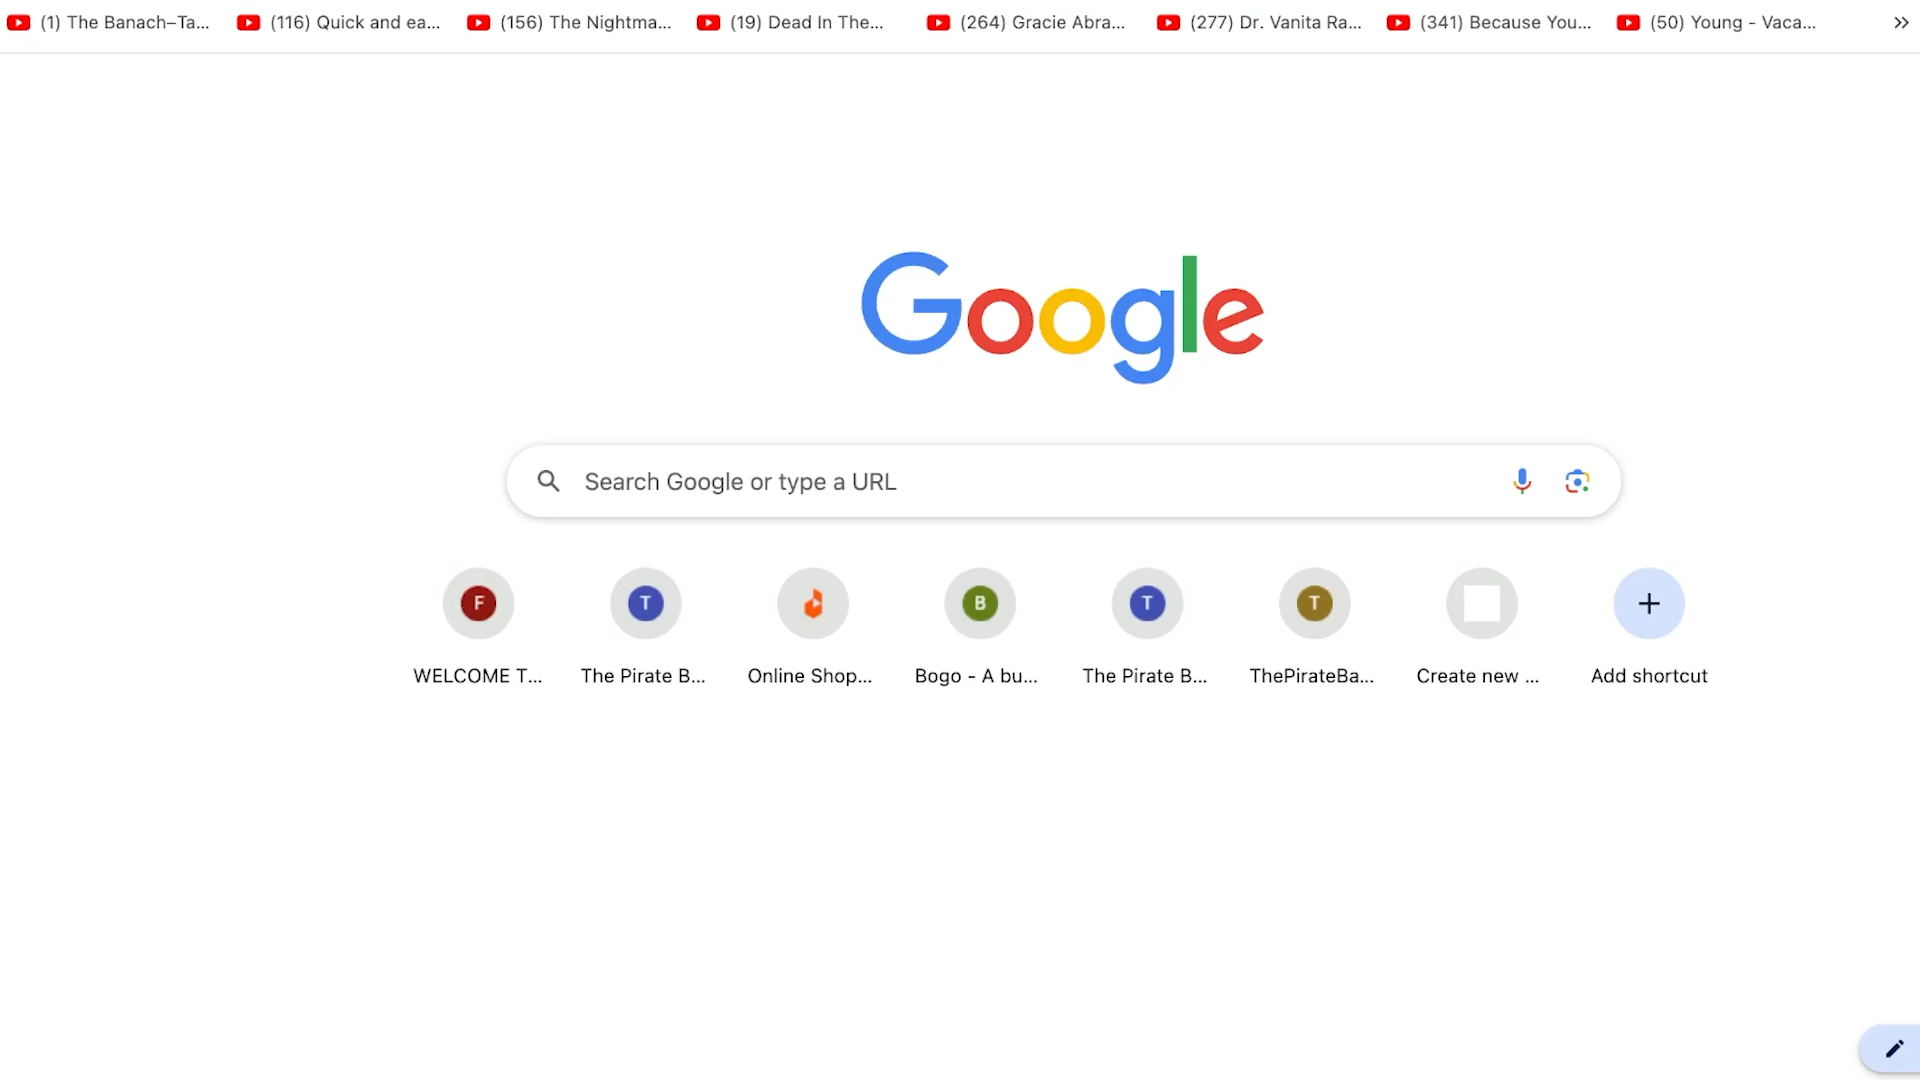 (1) The Banach–Ta... (116) Quick and ea... (156) The Nightma... (19) Dead In The... (264) Gracie Abra... (277) Dr. Vanita Ra... (341) Because You... (50) Young - Vaca...
Google
Search Google or type a URL
F T B T T
WELCOME T... The Pirate B... Online Shop... Bogo - A bu... The Pirate B... ThePirateBa... Create new ... Add shortcut